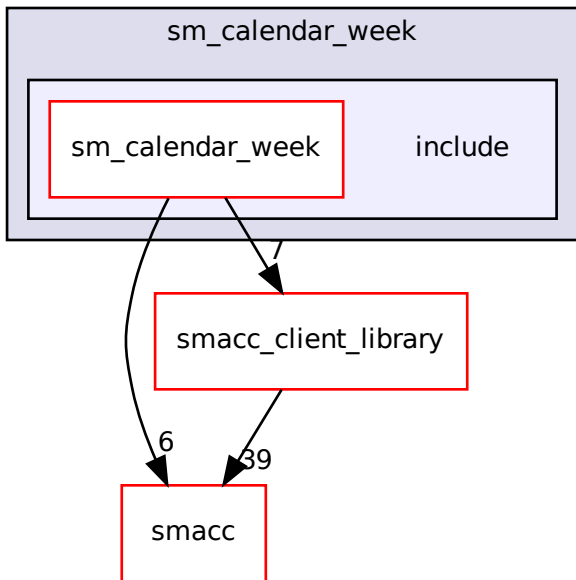 sm_calendar_week
sm_calendar_week
include
7
smacc_client_library
6
39
smacc